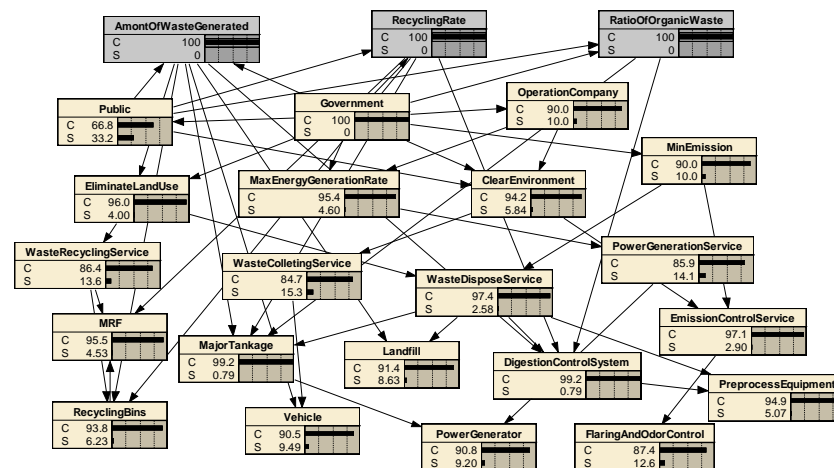 AmontOfWasteGenerated
C 100
S 0
RecyclingRate
C 100
S 0
RatioOfOrganicWaste
C 100
S 0
Public
C 66.8
S 33.2
Government
C 100
S 0
OperationCompany
C 90.0
S 10.0
MinEmission
C 90.0
S 10.0
EliminateLandUse
C 96.0
S 4.00
MaxEnergyGenerationRate
C 95.4
S 4.60
ClearEnvironment
C 94.2
S 5.84
WasteRecyclingService
C 86.4
S 13.6
WasteColletingService
C 84.7
S 15.3
WasteDisposeService
C 97.4
S 2.58
PowerGenerationService
C 85.9
S 14.1
MRF
C 95.5
S 4.53
MajorTankage
C 99.2
S 0.79
Landfill
C 91.4
S 8.63
DigestionControlSystem
C 99.2
S 0.79
EmissionControlService
C 97.1
S 2.90
PreprocessEquipment
C 94.9
S 5.07
RecyclingBins
C 93.8
S 6.23
Vehicle
C 90.5
S 9.49
PowerGenerator
C 90.8
S 9.20
FlaringAndOdorControl
C 87.4
S 12.6